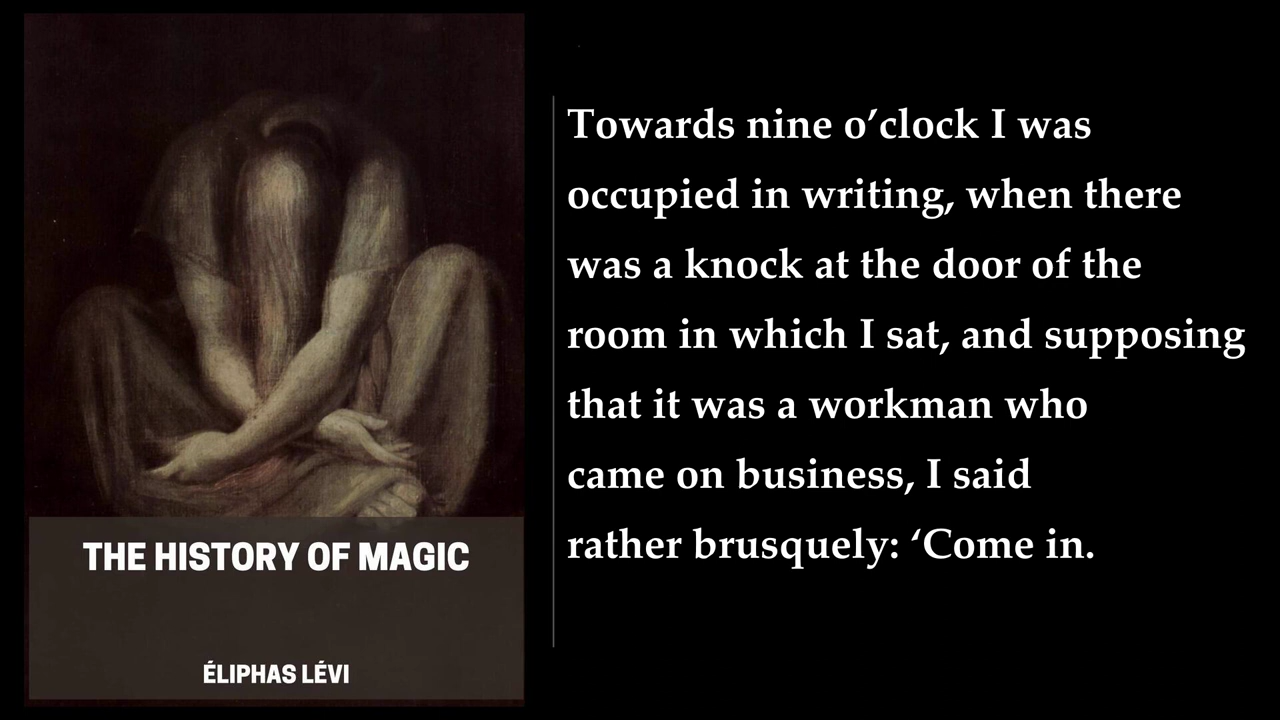 THE HISTORY OF MAGIC
ÉLIPHAS LÉVI
Towards nine o’clock I was
occupied in writing, when there
was a knock at the door of the
room in which I sat, and supposing
that it was a workman who
came on business, I said
rather brusquely: ‘Come in.